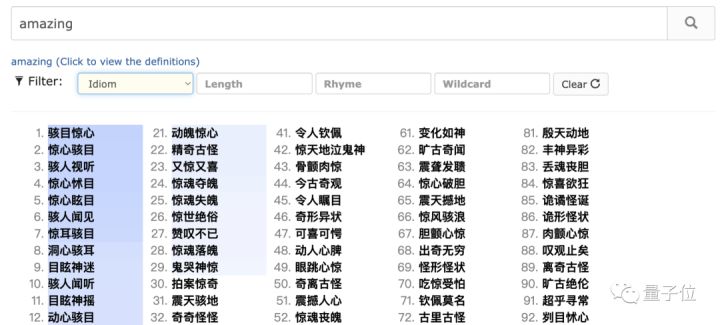 amazing
amazing (Click to view the definitions)
Filter: Idiom Length Rhyme Wildcard Clear
1. 骇目惊心 21. 动魄惊心 41. 令人钦佩 61. 变化如神 81. 殷天动地
2. 惊心骇目 22. 精奇古怪 42. 惊天地泣鬼神 62. 旷古奇闻 82. 丰神异彩
3. 骇人视听 23. 又惊又喜 43. 骨颤肉惊 63. 震聋发聩 83. 丢魂丧胆
4. 惊心怵目 24. 惊魂夺魄 44. 今古奇观 64. 惊心破胆 84. 惊喜欲狂
5. 惊心眩目 25. 惊魂失魄 45. 令人瞩目 65. 震天撼地 85. 诡谲怪诞
6. 骇人闻见 26. 惊世绝俗 46. 奇形异状 66. 惊风骇浪 86. 诡形怪状
7. 惊耳骇目 27. 赞叹不已 47. 可喜可愕 67. 胆颤心惊 87. 肉颤心惊
8. 洞心骇耳 28. 惊魂落魄 48. 动人心脾 68. 出奇无穷 88. 叹观止矣
9. 目眩神迷 29. 鬼哭神惊 49. 眼跳心惊 69. 怪形怪状 89. 离奇古怪
10. 骇人闻听 30. 拍案惊奇 50. 奇离古怪 70. 吃惊受怕 90. 旷古绝伦
11. 目眩神摇 31. 震天骇地 51. 震撼人心 71. 钦佩莫名 91. 超乎寻常
12. 动心骇目 32. 奇奇怪怪 52. 惊魂丧魄 72. 古里古怪 92. 刿目怵心
量子位